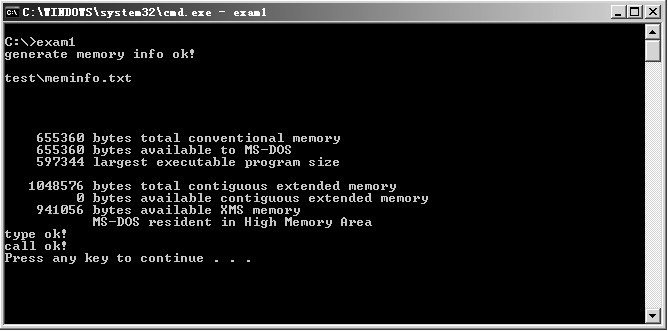 C:\WINDOWS\system32\cmd.exe - exam1
C:\>exam1
generate memory info ok!
test\meminfo.txt
655360 bytes total conventional memory
655360 bytes available to MS-DOS
597344 largest executable program size
1048576 bytes total contiguous extended memory
0 bytes available contiguous extended memory
941056 bytes available XMS memory
MS-DOS resident in High Memory Area
type ok!
call ok!
Press any key to continue . . .